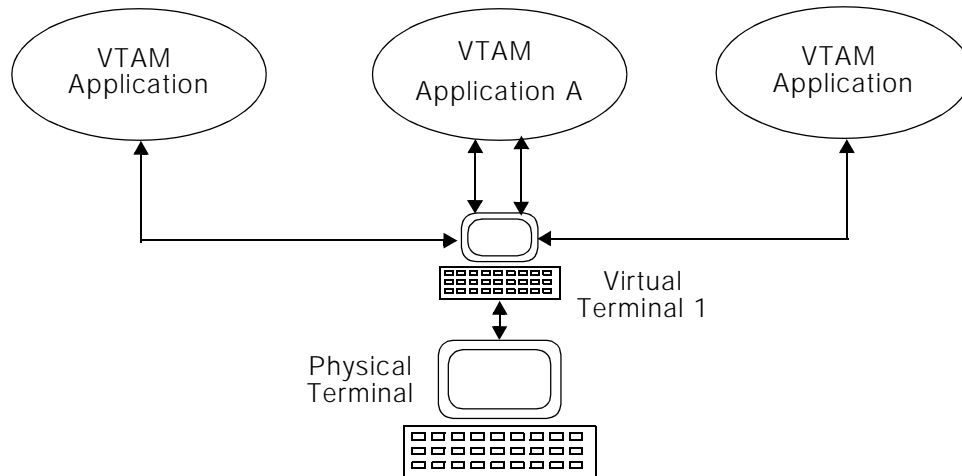 VTAM
Application
VTAM
Application A
VTAM
Application
Virtual
Terminal 1
Physical
Terminal